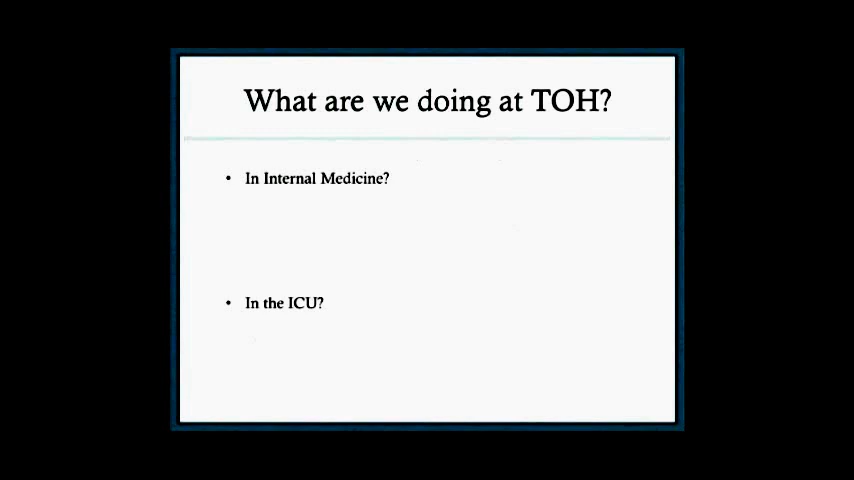 What are we doing at TOH?
• In Internal Medicine?
• In the ICU?